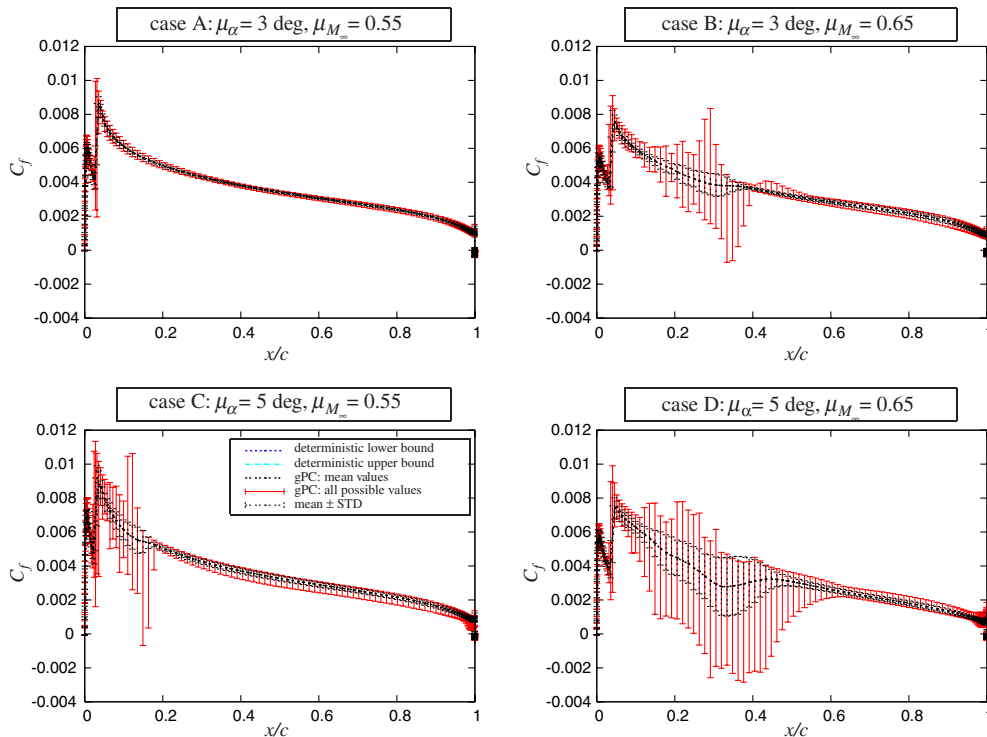 case A: μα = 3 deg, μM∞ = 0.55
0.012
0.01
0.008
0.006
0.004
0.002
0
-0.002
-0.004
Cf
0 0.2 0.4 0.6 0.8 1
x/c
case B: μα = 3 deg, μM∞ = 0.65
0.012
0.01
0.008
0.006
0.004
0.002
0
-0.002
-0.004
Cf
0 0.2 0.4 0.6 0.8 1
x/c
case C: μα = 5 deg, μM∞ = 0.55
0.012
0.01
0.008
0.006
0.004
0.002
0
-0.002
-0.004
Cf
deterministic lower bound
deterministic upper bound
gPC: mean values
gPC: all possible values
mean ± STD
0 0.2 0.4 0.6 0.8 1
x/c
case D: μα = 5 deg, μM∞ = 0.65
0.012
0.01
0.008
0.006
0.004
0.002
0
-0.002
-0.004
Cf
0 0.2 0.4 0.6 0.8 1
x/c